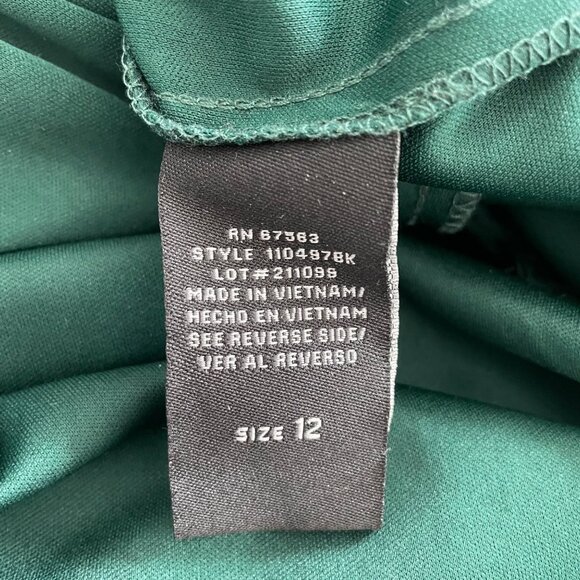 RN 67563
STYLE 1104978K
LOT#211099
MADE IN VIETNAM/
HECHO EN VIETNAM
SEE REVERSE SIDE/
VER AL REVERSO
SIZE 12